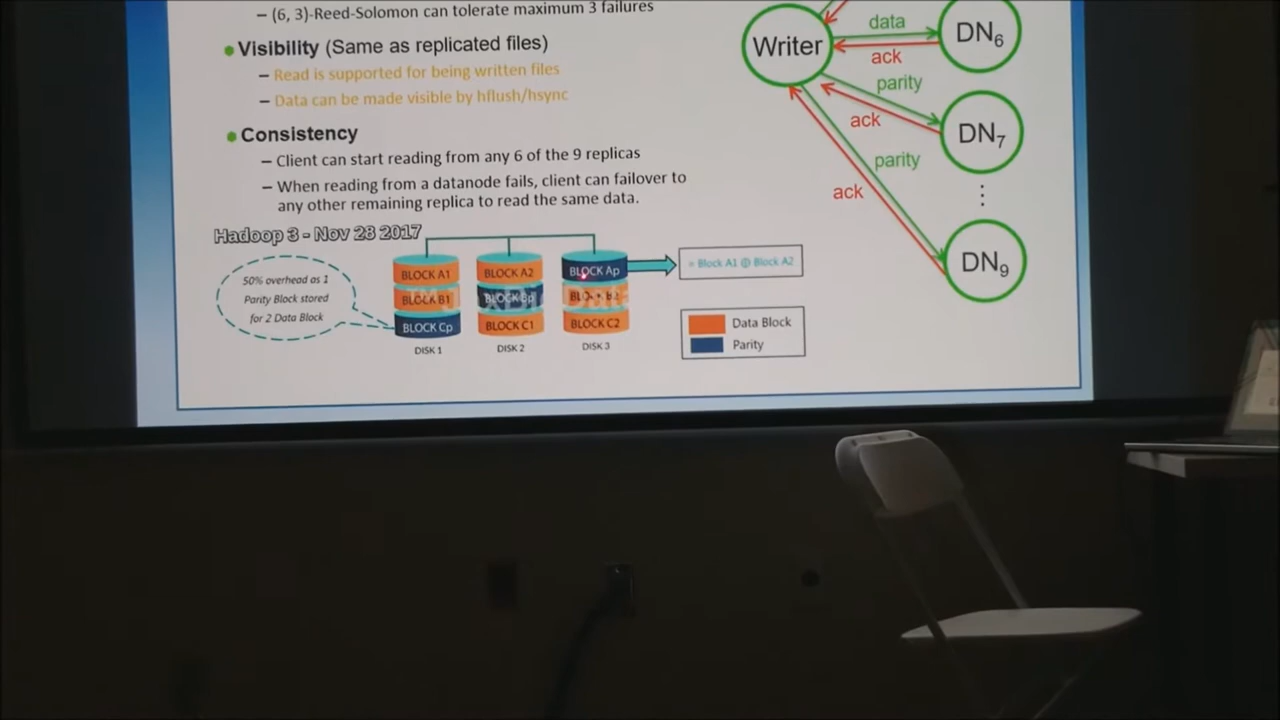 – (6, 3)-Reed-Solomon can tolerate maximum 3 failures
Visibility (Same as replicated files)
– Read is supported for being written files
– Data can be made visible by hflush/hsync
Consistency
– Client can start reading from any 6 of the 9 replicas
– When reading from a datanode fails, client can failover to
any other remaining replica to read the same data.
Hadoop 3 - Nov 28 2017
50% overhead as 1
Parity Block stored
for 2 Data Block
BLOCK A1
BLOCK B1
BLOCK Cp
DISK 1
BLOCK A2
BLOCK Bp
BLOCK C1
DISK 2
BLOCK Ap
BLOCK B2
BLOCK C2
DISK 3
= Block A1 ⊕ Block A2
Data Block
Parity
Writer
data
ack
DN6
parity
ack
DN7
parity
ack
⋮
DN9